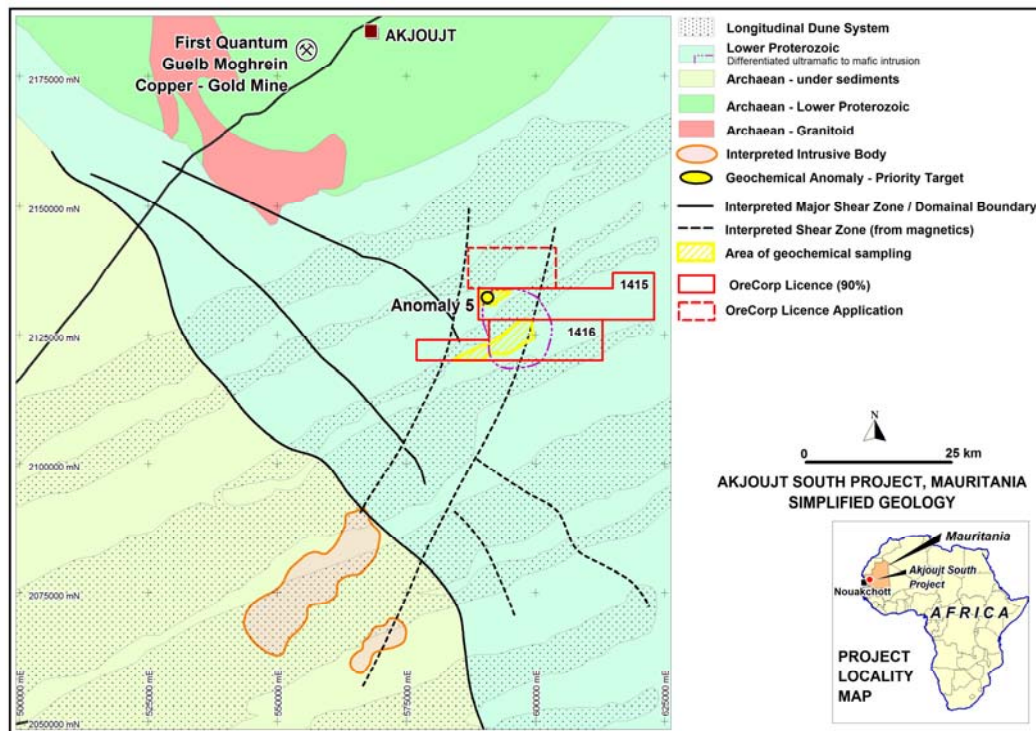 First Quantum
Guelb Moghrein
Copper - Gold Mine
AKJOUJT
2175000 mN
2150000 mN
2125000 mN
2100000 mN
2075000 mN
2050000 mN
500000 mE
525000 mE
550000 mE
575000 mE
600000 mE
625000 mE
Anomaly 5
1415
1416
Longitudinal Dune System
Lower Proterozoic
Differentiated ultramafic to mafic intrusion
Archaean - under sediments
Archaean - Lower Proterozoic
Archaean - Granitoid
Interpreted Intrusive Body
Geochemical Anomaly - Priority Target
Interpreted Major Shear Zone / Domainal Boundary
Interpreted Shear Zone (from magnetics)
Area of geochemical sampling
OreCorp Licence (90%)
OreCorp Licence Application
N
0 25 km
AKJOUJT SOUTH PROJECT, MAURITANIA
SIMPLIFIED GEOLOGY
Mauritania
Akjoujt South
Project
Nouakchott
AFRICA
PROJECT
LOCALITY
MAP